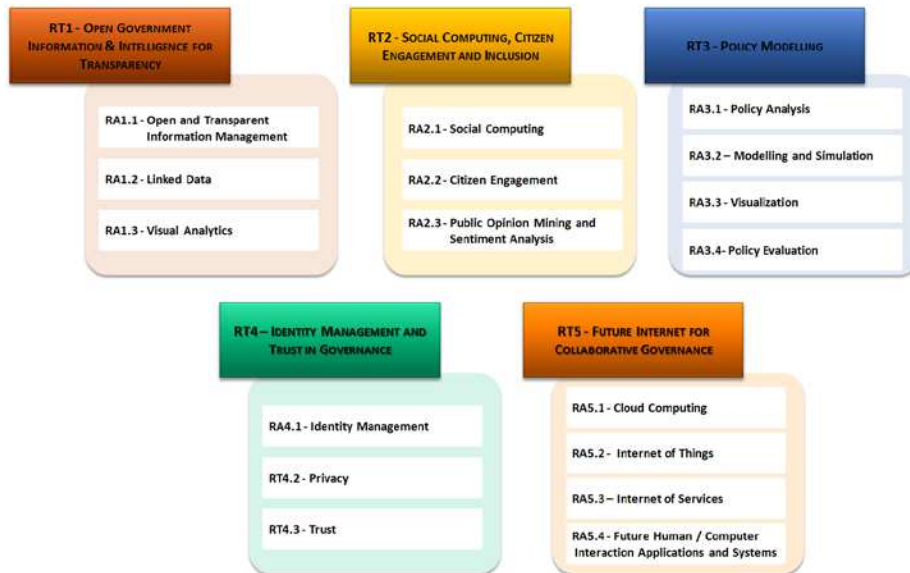 RT1 - OPEN GOVERNMENT
INFORMATION & INTELLIGENCE FOR
TRANSPARENCY
RA1.1 - Open and Transparent
Information Management
RA1.2 - Linked Data
RA1.3 - Visual Analytics
RT2 - SOCIAL COMPUTING, CITIZEN
ENGAGEMENT AND INCLUSION
RA2.1 - Social Computing
RA2.2 - Citizen Engagement
RA2.3 - Public Opinion Mining and
Sentiment Analysis
RT3 - POLICY MODELLING
RA3.1 - Policy Analysis
RA3.2 – Modelling and Simulation
RA3.3 - Visualization
RA3.4- Policy Evaluation
RT4 – IDENTITY MANAGEMENT AND
TRUST IN GOVERNANCE
RA4.1 - Identity Management
RT4.2 - Privacy
RT4.3 - Trust
RT5 - FUTURE INTERNET FOR
COLLABORATIVE GOVERNANCE
RA5.1 - Cloud Computing
RA5.2 - Internet of Things
RA5.3 – Internet of Services
RA5.4 - Future Human / Computer
Interaction Applications and Systems